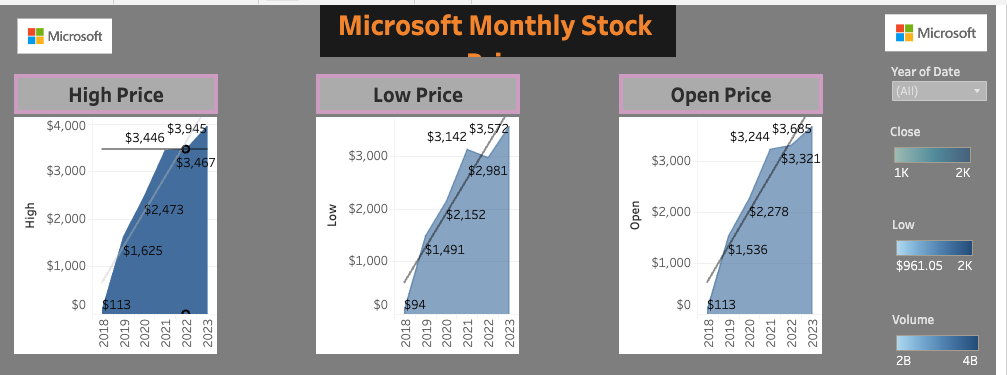 Microsoft
Microsoft Monthly Stock
Microsoft
High Price
Low Price
Open Price
Year of Date
(All)
Close
1K 2K
Low
$961.05 2K
Volume
2B 4B
High
$4,000
$3,000
$2,000
$1,000
$0
$3,945
$3,446
$3,467
$2,473
$1,625
$113
2018 2019 2020 2021 2022 2023
Low
$3,000
$2,000
$1,000
$0
$3,572
$3,142
$2,981
$2,152
$1,491
$94
2018 2019 2020 2021 2022 2023
Open
$3,000
$2,000
$1,000
$0
$3,685
$3,244
$3,321
$2,278
$1,536
$113
2018 2019 2020 2021 2022 2023